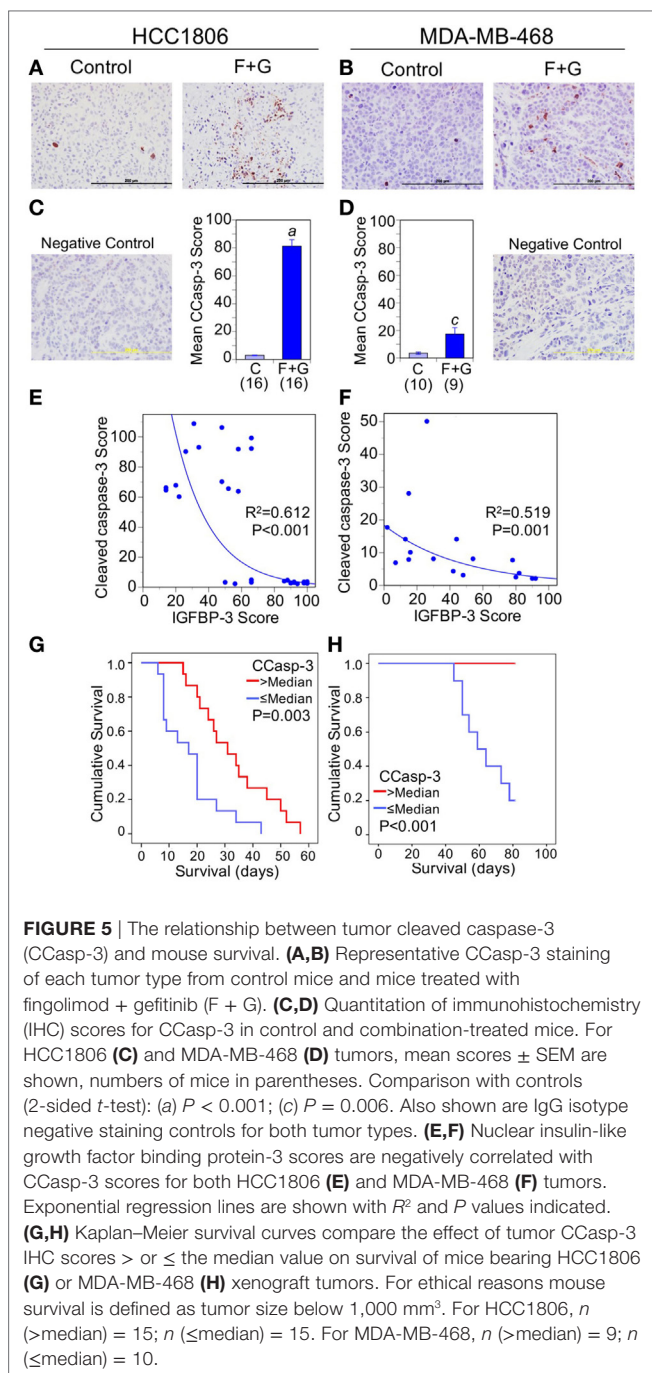 HCC1806
MDA-MB-468
A
Control
F+G
B
Control
F+G
C
Negative Control
Mean CCasp-3 Score
100
80
60
40
20
0
a
C
(16)
F+G
(16)
D
Mean CCasp-3 Score
100
80
60
40
20
0
c
C
(10)
F+G
(9)
Negative Control
E
Cleaved caspase-3 Score
100
80
60
40
20
0
R²=0.612
P<0.001
0 20 40 60 80 100
IGFBP-3 Score
F
Cleaved caspase-3 Score
50
40
30
20
10
0
R²=0.519
P=0.001
0 20 40 60 80 100
IGFBP-3 Score
G
Cumulative Survival
1.0
0.8
0.6
0.4
0.2
0
CCasp-3
>Median
≤Median
P=0.003
0 10 20 30 40 50 60
Survival (days)
H
Cumulative Survival
1.0
0.8
0.6
0.4
0.2
0
CCasp-3
>Median
≤Median
P<0.001
0 20 40 60 80 100
Survival (days)
FIGURE 5 | The relationship between tumor cleaved caspase-3
(CCasp-3) and mouse survival. (A,B) Representative CCasp-3 staining
of each tumor type from control mice and mice treated with
fingolimod + gefitinib (F + G). (C,D) Quantitation of immunohistochemistry
(IHC) scores for CCasp-3 in control and combination-treated mice. For
HCC1806 (C) and MDA-MB-468 (D) tumors, mean scores ± SEM are
shown, numbers of mice in parentheses. Comparison with controls
(2-sided t-test): (a) P < 0.001; (c) P = 0.006. Also shown are IgG isotype
negative staining controls for both tumor types. (E,F) Nuclear insulin-like
growth factor binding protein-3 scores are negatively correlated with
CCasp-3 scores for both HCC1806 (E) and MDA-MB-468 (F) tumors.
Exponential regression lines are shown with R² and P values indicated.
(G,H) Kaplan–Meier survival curves compare the effect of tumor CCasp-3
IHC scores > or ≤ the median value on survival of mice bearing HCC1806
(G) or MDA-MB-468 (H) xenograft tumors. For ethical reasons mouse
survival is defined as tumor size below 1,000 mm³. For HCC1806, n
(>median) = 15; n (≤median) = 15. For MDA-MB-468, n (>median) = 9; n
(≤median) = 10.